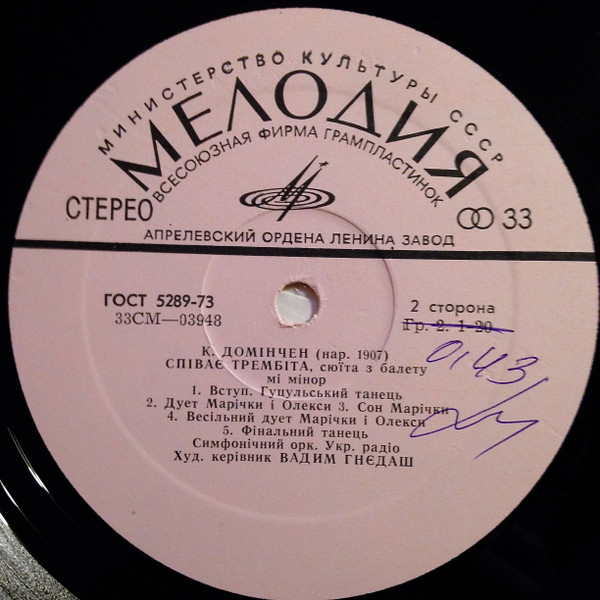 МИНИСТЕРСТВО КУЛЬТУРЫ СССР
МЕЛОДИЯ
ВСЕСОЮЗНАЯ ФИРМА ГРАМПЛАСТИНОК
СТЕРЕО
33
АПРЕЛЕВСКИЙ ОРДЕНА ЛЕНИНА ЗАВОД
ГОСТ 5289-73
33СМ—03948
2 сторона
Гр. 2. 1-20
0,43
К. ДОМІНЧЕН (нар. 1907)
СПІВАЄ ТРЕМБІТА, сюїта з балету
мі мінор
1. Вступ. Гуцульський танець
2. Дует Марічки і Олекси 3. Сон Марічки
4. Весільний дует Марічки і Олекси
5. Фінальний танець
Симфонічний орк. Укр. радіо
Худ. керівник ВАДИМ ГНЄДАШ